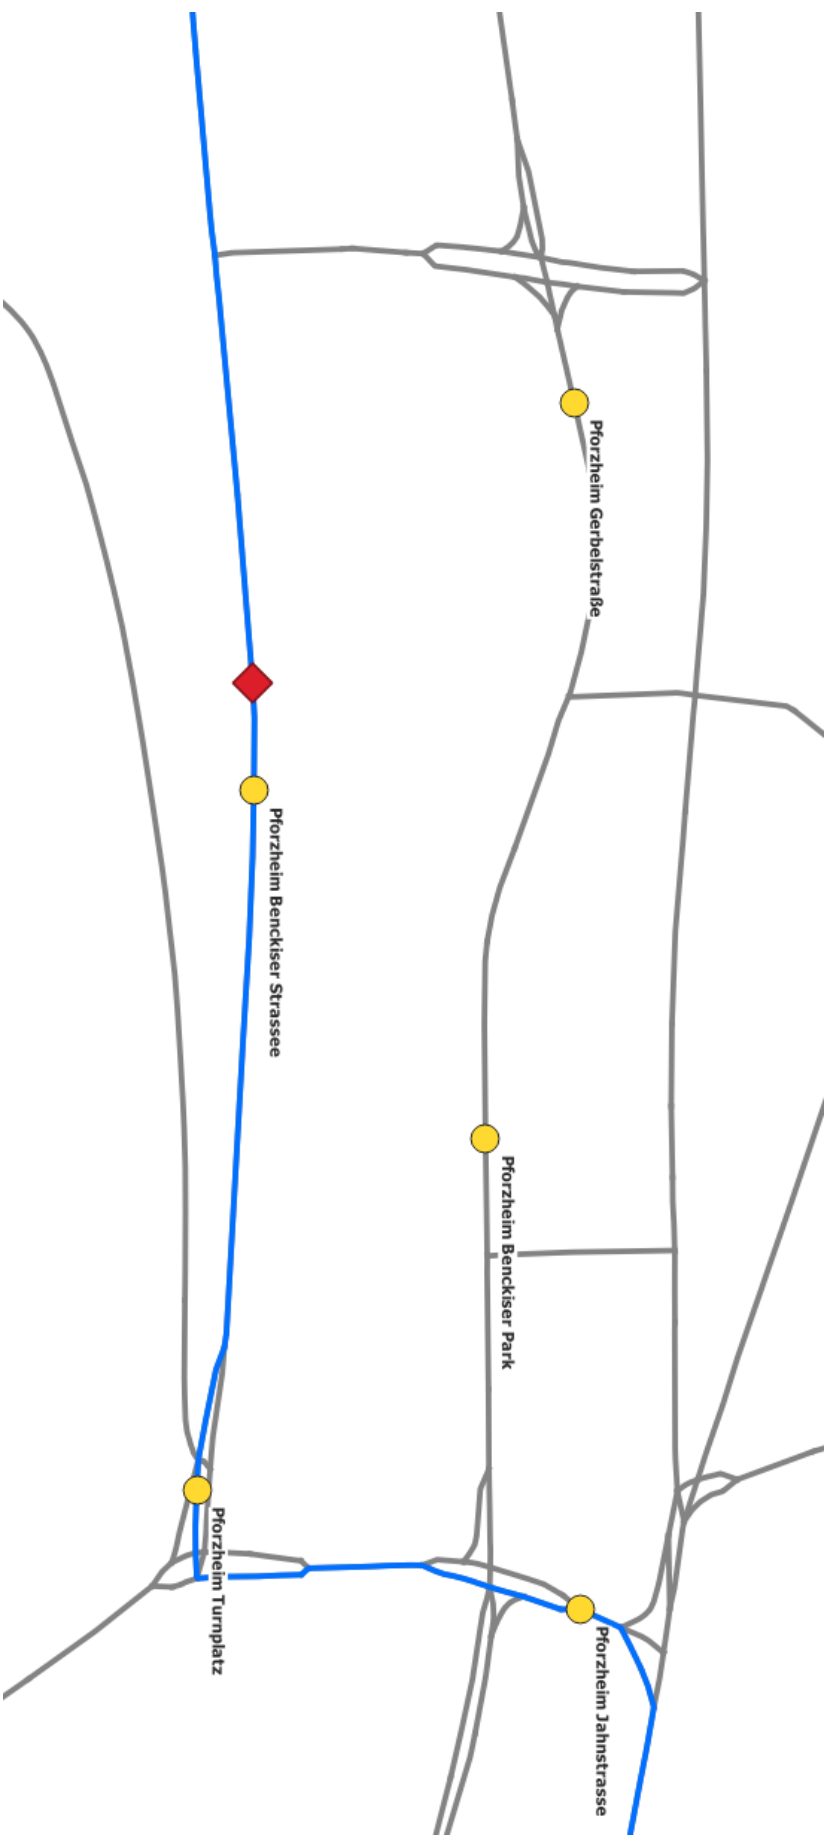 Pforzheim Gerbelstraße
Pforzheim Benckiser Strassee
Pforzheim Benckiser Park
Pforzheim Turnplatz
Pforzheim Jahnstrasse